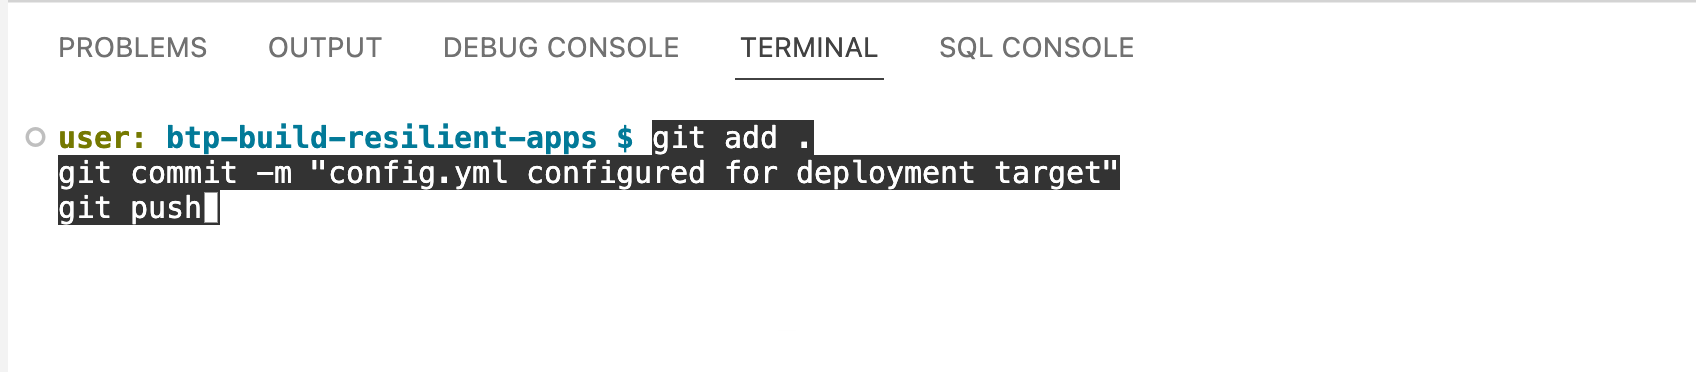 PROBLEMS OUTPUT DEBUG CONSOLE TERMINAL SQL CONSOLE
user: btp-build-resilient-apps $ git add .
git commit -m "config.yml configured for deployment target"
git push